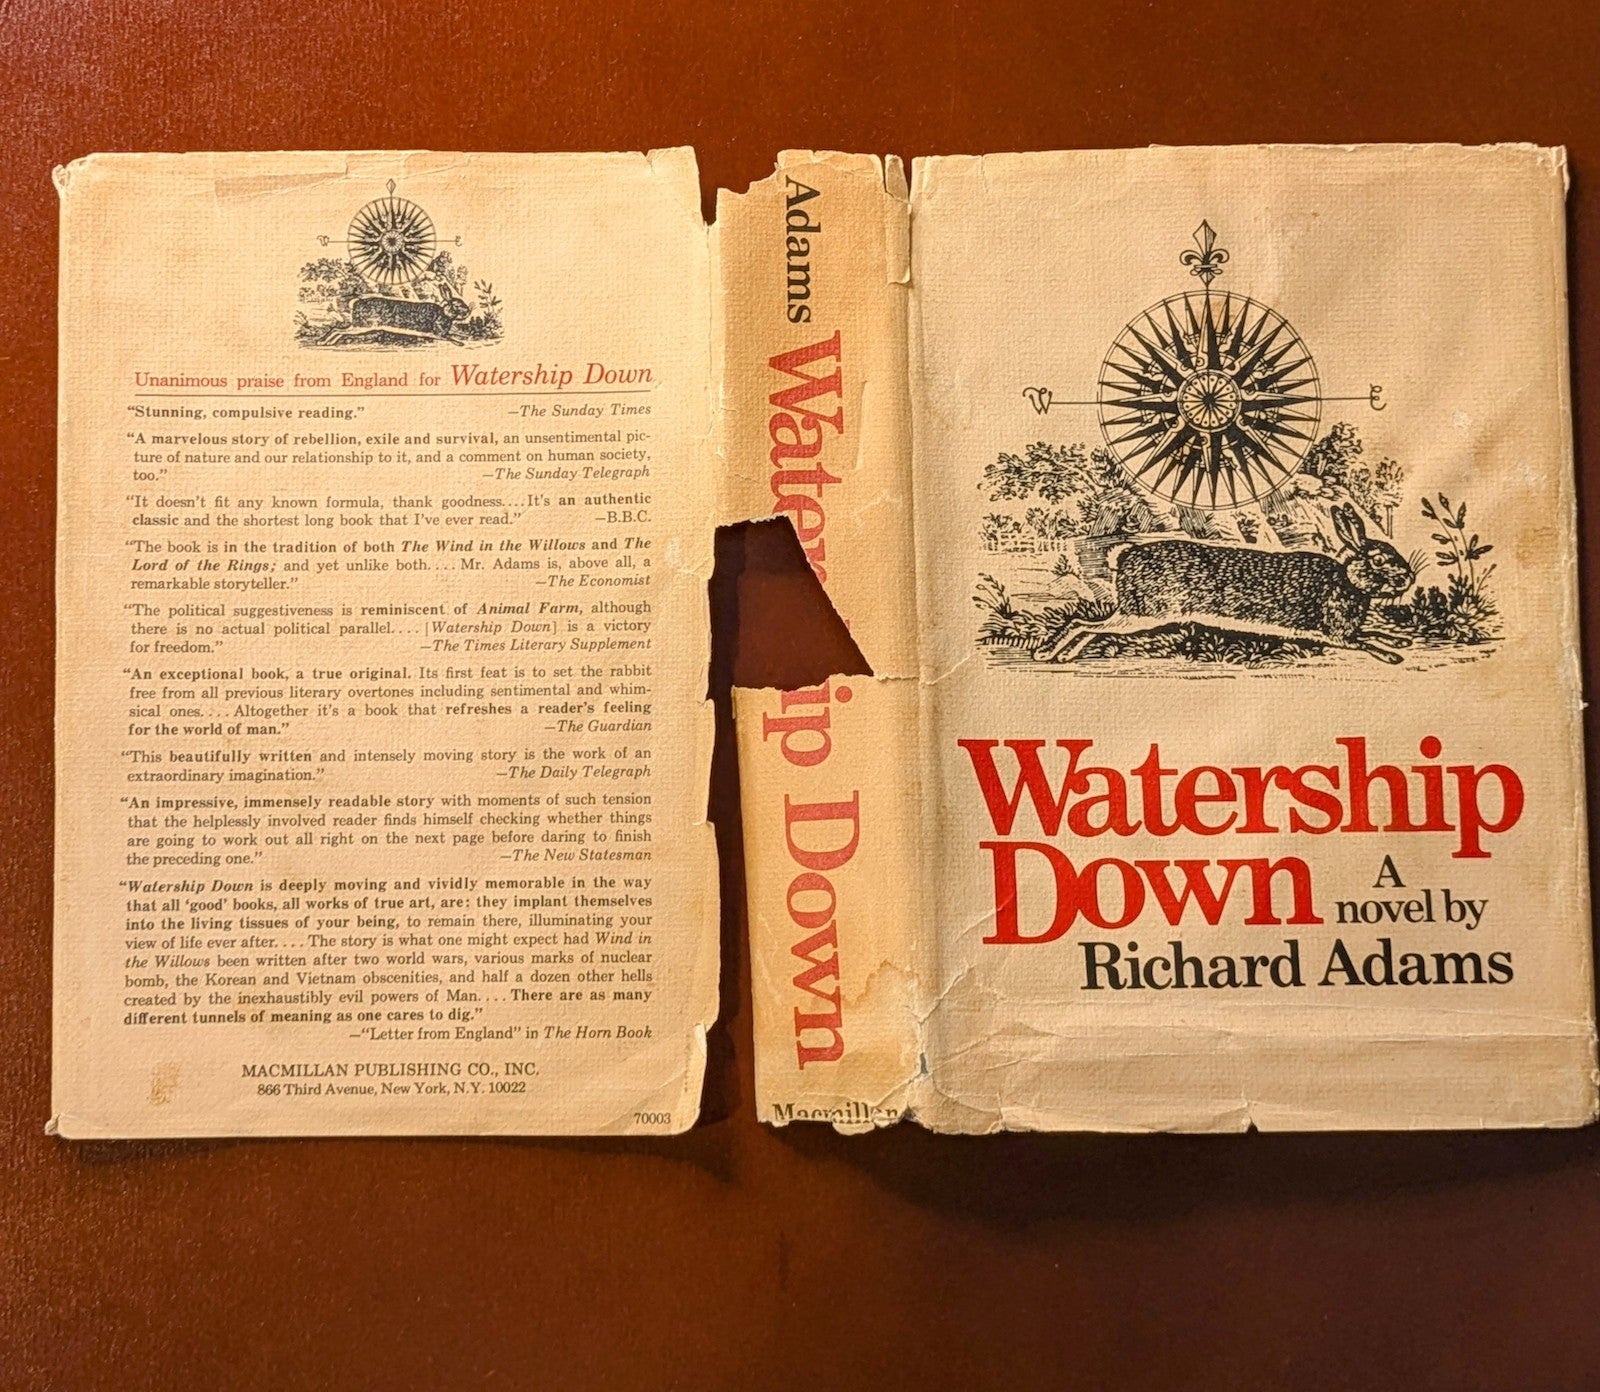 W E
Unanimous praise from England for Watership Down
“Stunning, compulsive reading.” —The Sunday Times
“A marvelous story of rebellion, exile and survival, an unsentimental pic-
ture of nature and our relationship to it, and a comment on human society,
too.” —The Sunday Telegraph
“It doesn’t fit any known formula, thank goodness....It’s an authentic
classic and the shortest long book that I’ve ever read.” —B.B.C.
“The book is in the tradition of both The Wind in the Willows and The
Lord of the Rings; and yet unlike both.... Mr. Adams is, above all, a
remarkable storyteller.” —The Economist
“The political suggestiveness is reminiscent of Animal Farm, although
there is no actual political parallel.... [Watership Down] is a victory
for freedom.” —The Times Literary Supplement
“An exceptional book, a true original. Its first feat is to set the rabbit
free from all previous literary overtones including sentimental and whim-
sical ones.... Altogether it’s a book that refreshes a reader’s feeling
for the world of man.” —The Guardian
“This beautifully written and intensely moving story is the work of an
extraordinary imagination.” —The Daily Telegraph
“An impressive, immensely readable story with moments of such tension
that the helplessly involved reader finds himself checking whether things
are going to work out all right on the next page before daring to finish
the preceding one.” —The New Statesman
“Watership Down is deeply moving and vividly memorable in the way
that all ‘good’ books, all works of true art, are: they implant themselves
into the living tissues of your being, to remain there, illuminating your
view of life ever after.... The story is what one might expect had Wind in
the Willows been written after two world wars, various marks of nuclear
bomb, the Korean and Vietnam obscenities, and half a dozen other hells
created by the inexhaustibly evil powers of Man.... There are as many
different tunnels of meaning as one cares to dig.”
—“Letter from England” in The Horn Book
MACMILLAN PUBLISHING CO., INC.
866 Third Avenue, New York, N.Y. 10022
70003
Adams Water ip Down
Macmillan
W E
Watership
Down A
novel by
Richard Adams